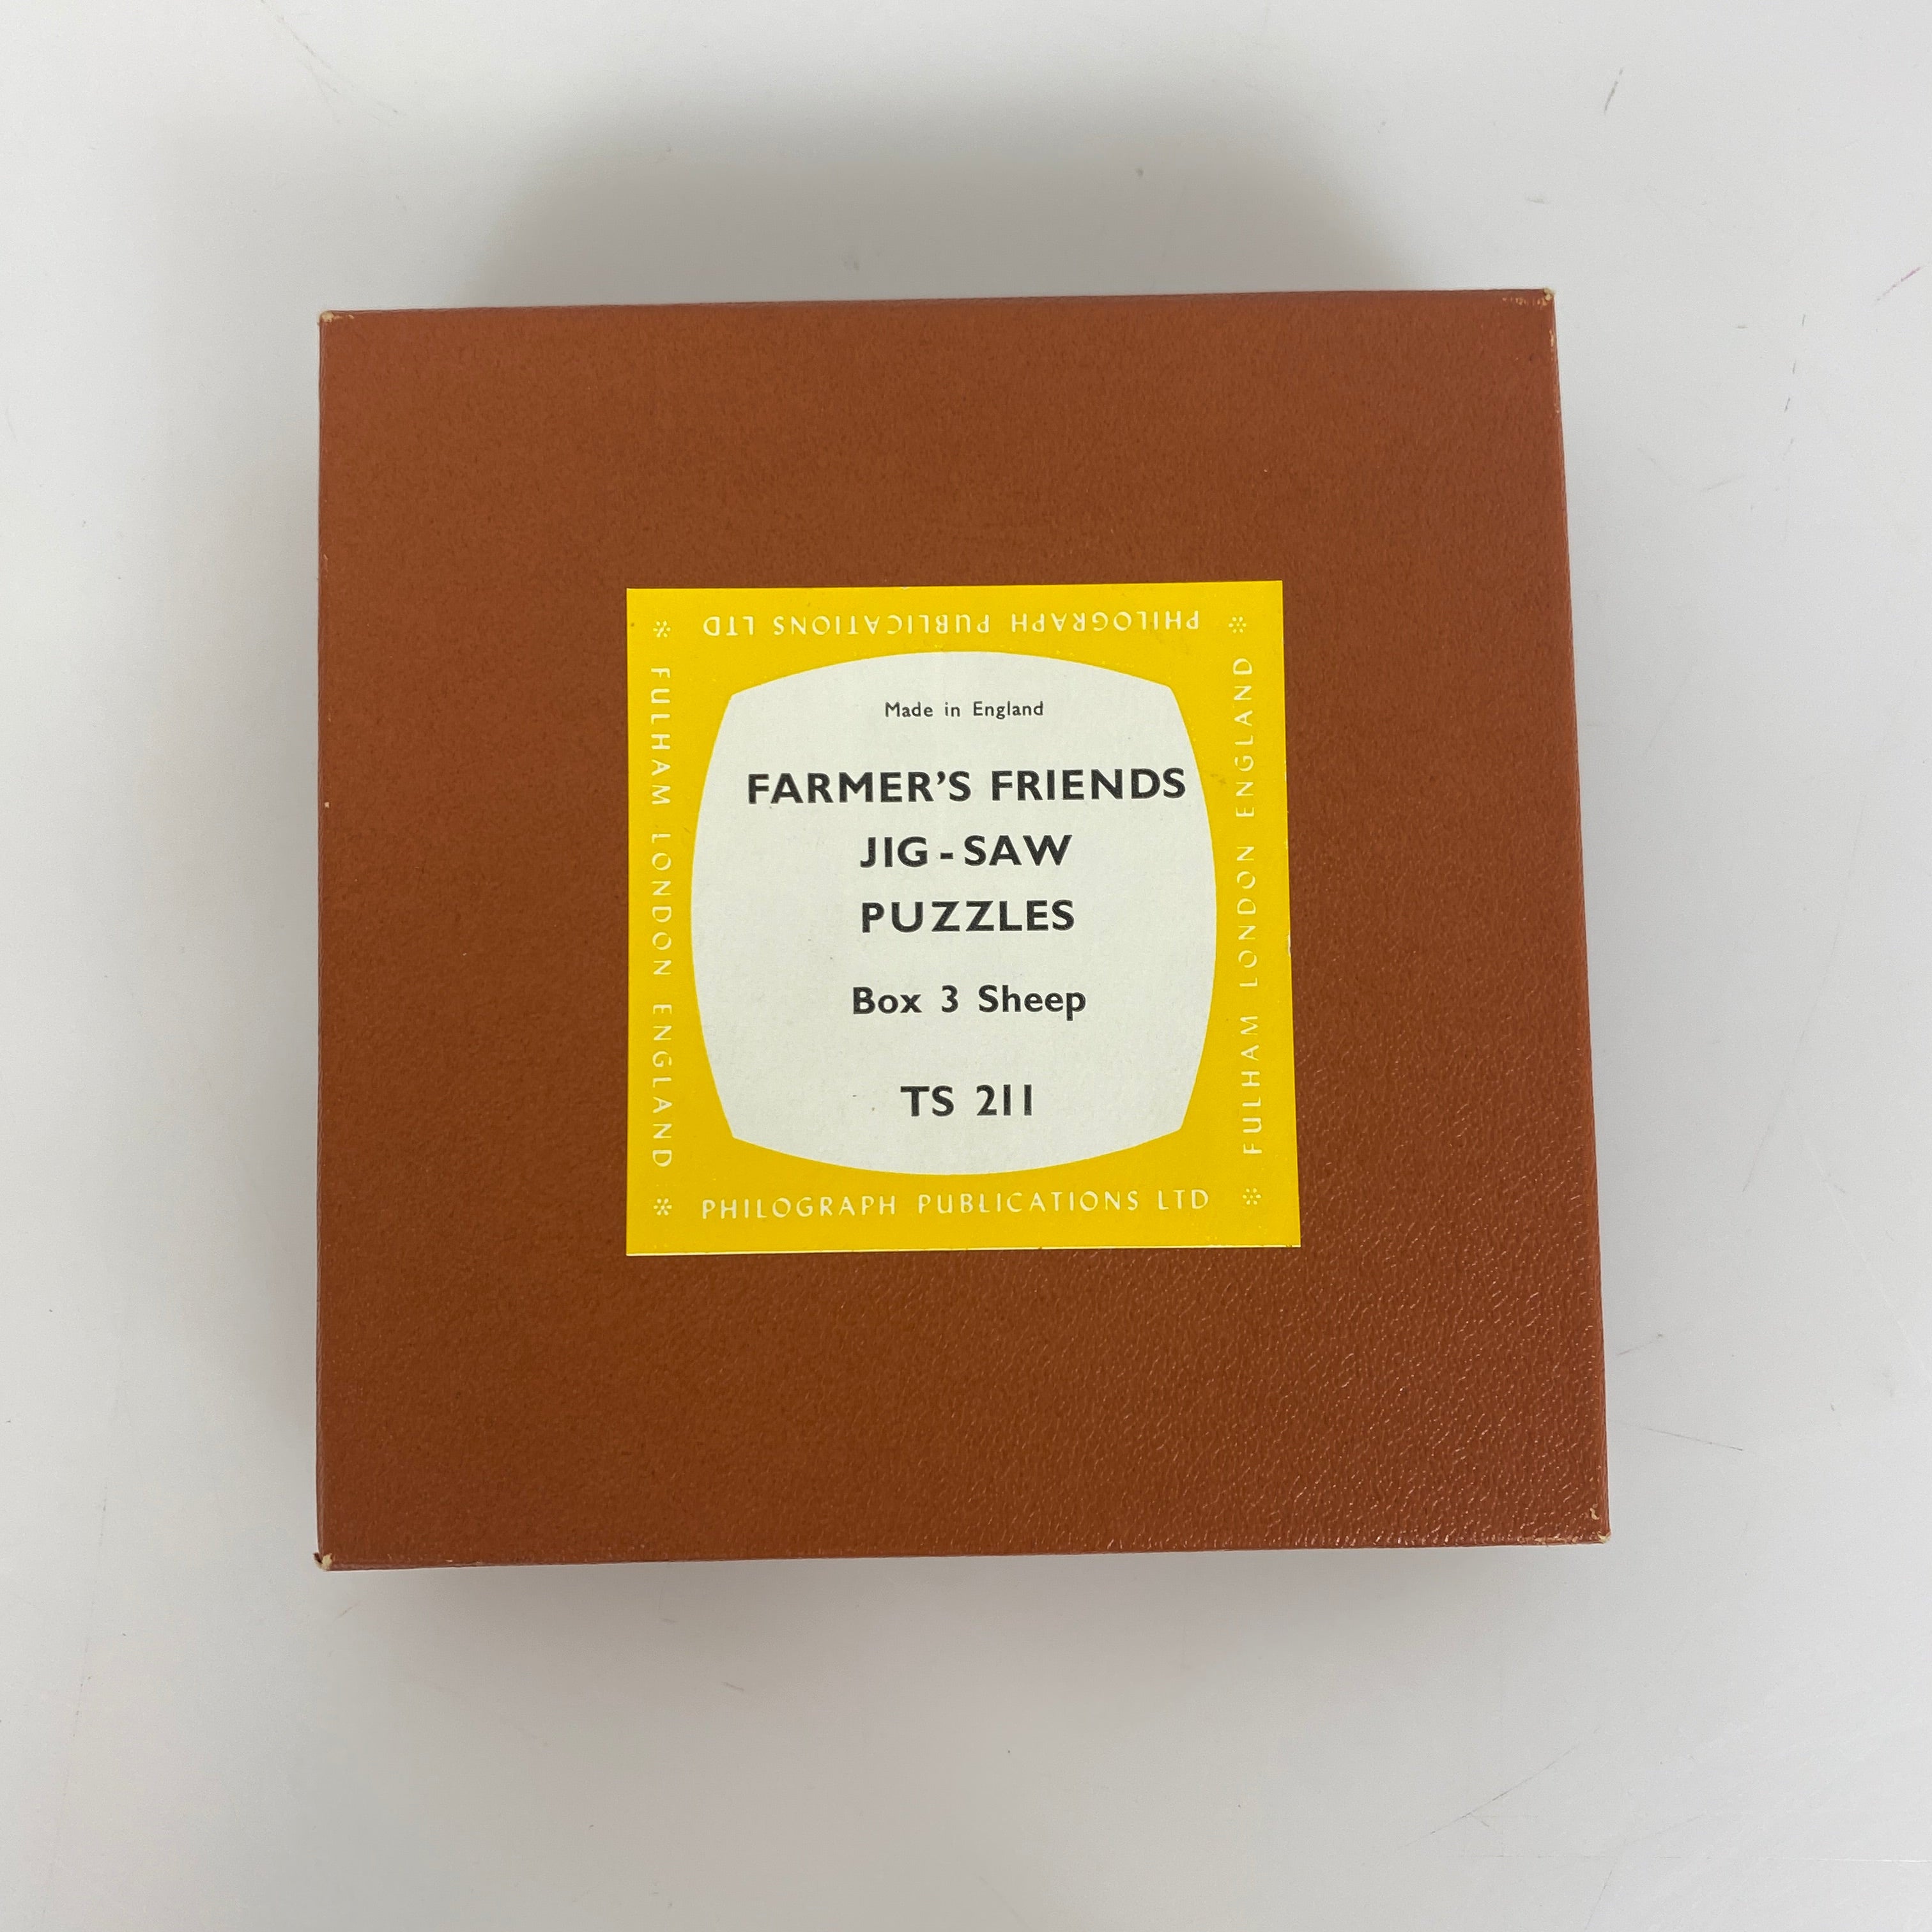 PHILOGRAPH PUBLICATIONS LTD
FULHAM LONDON ENGLAND
Made in England
FARMER'S FRIENDS
JIG-SAW
PUZZLES
Box 3 Sheep
TS 211
FULHAM LONDON ENGLAND
PHILOGRAPH PUBLICATIONS LTD